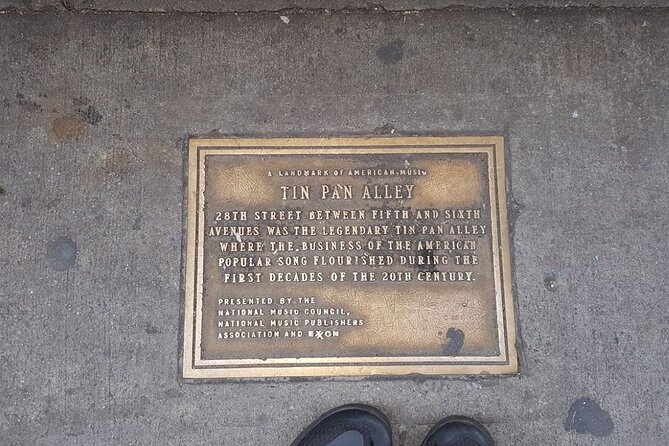 A LANDMARK OF AMERICAN MUSIC
TIN PAN ALLEY
28TH STREET BETWEEN FIFTH AND SIXTH
AVENUES WAS THE LEGENDARY TIN PAN ALLEY
WHERE THE BUSINESS OF THE AMERICAN
POPULAR SONG FLOURISHED DURING THE
FIRST DECADES OF THE 20TH CENTURY.
PRESENTED BY THE
NATIONAL MUSIC COUNCIL,
NATIONAL MUSIC PUBLISHERS
ASSOCIATION AND EXXON